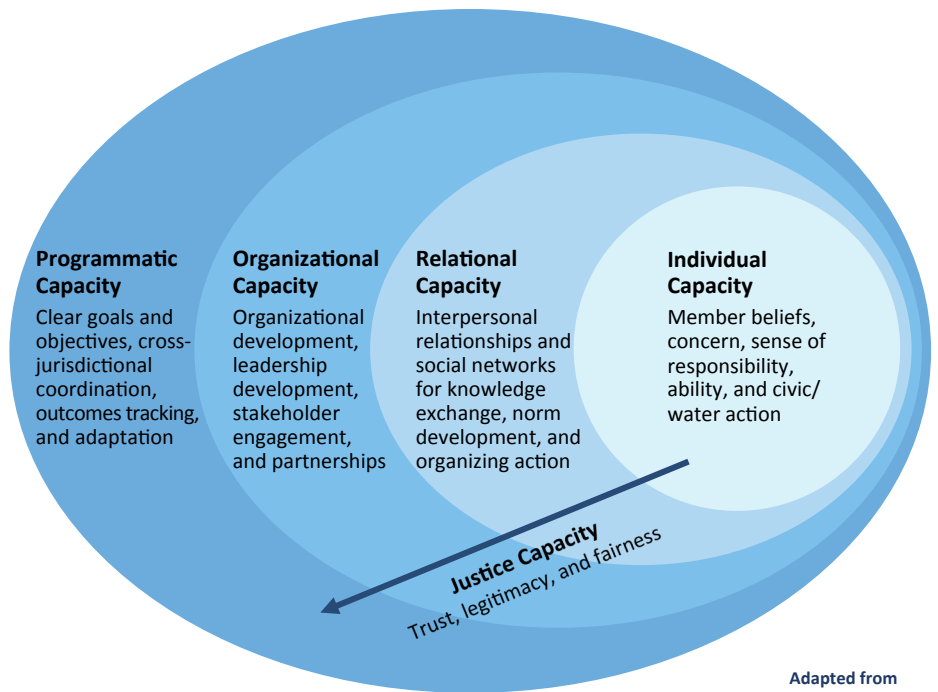 Programmatic
Capacity
Clear goals and
objectives, cross-
jurisdictional
coordination,
outcomes tracking,
and adaptation
Organizational
Capacity
Organizational
development,
leadership
development,
stakeholder
engagement,
and partnerships
Relational
Capacity
Interpersonal
relationships and
social networks
for knowledge
exchange, norm
development, and
organizing action
Individual
Capacity
Member beliefs,
concern, sense of
responsibility,
ability, and civic/
water action
Justice Capacity
Trust, legitimacy, and fairness
Adapted from